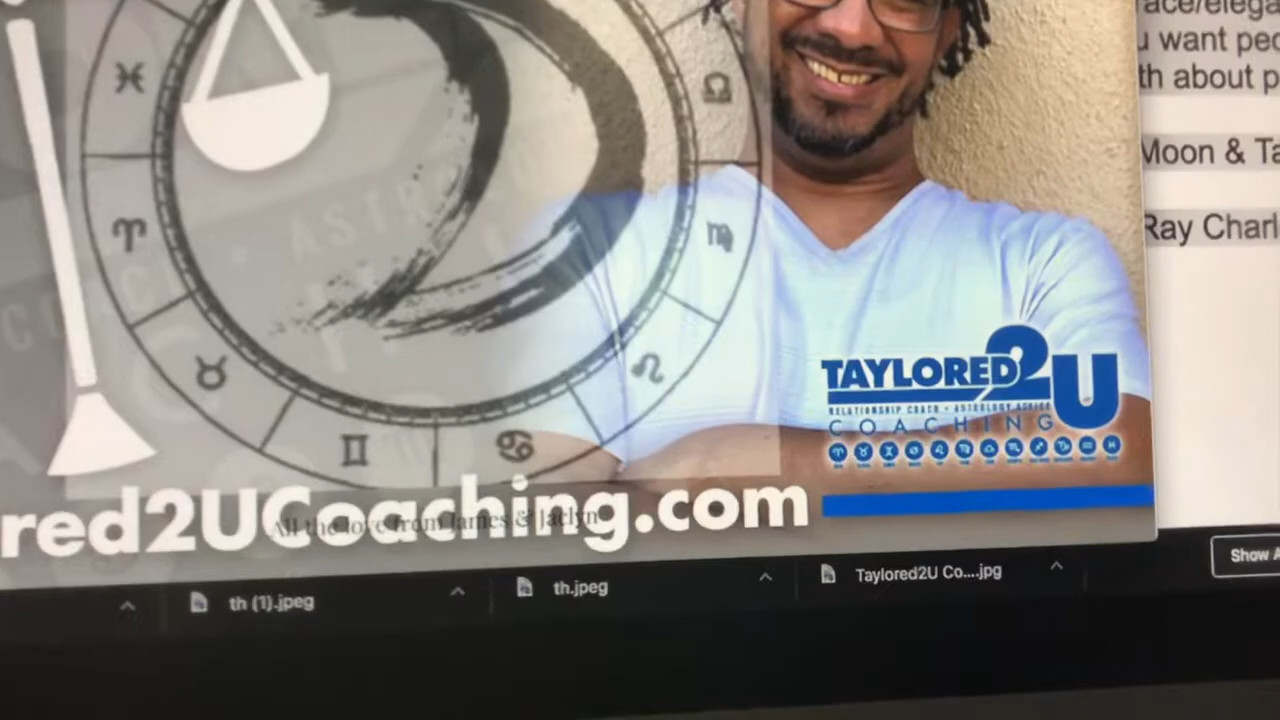 u want peo
th about p
Moon & Ta
Ray Charl
ASTR
TAYLORED2U
RELATIONSHIP COACH • ASTROLOGY ADVICE
COACHING
red2UCoaching.com
All the love from James & Jaclyn
Show A
th (1).jpeg
th.jpeg
Taylored2U Co....jpg